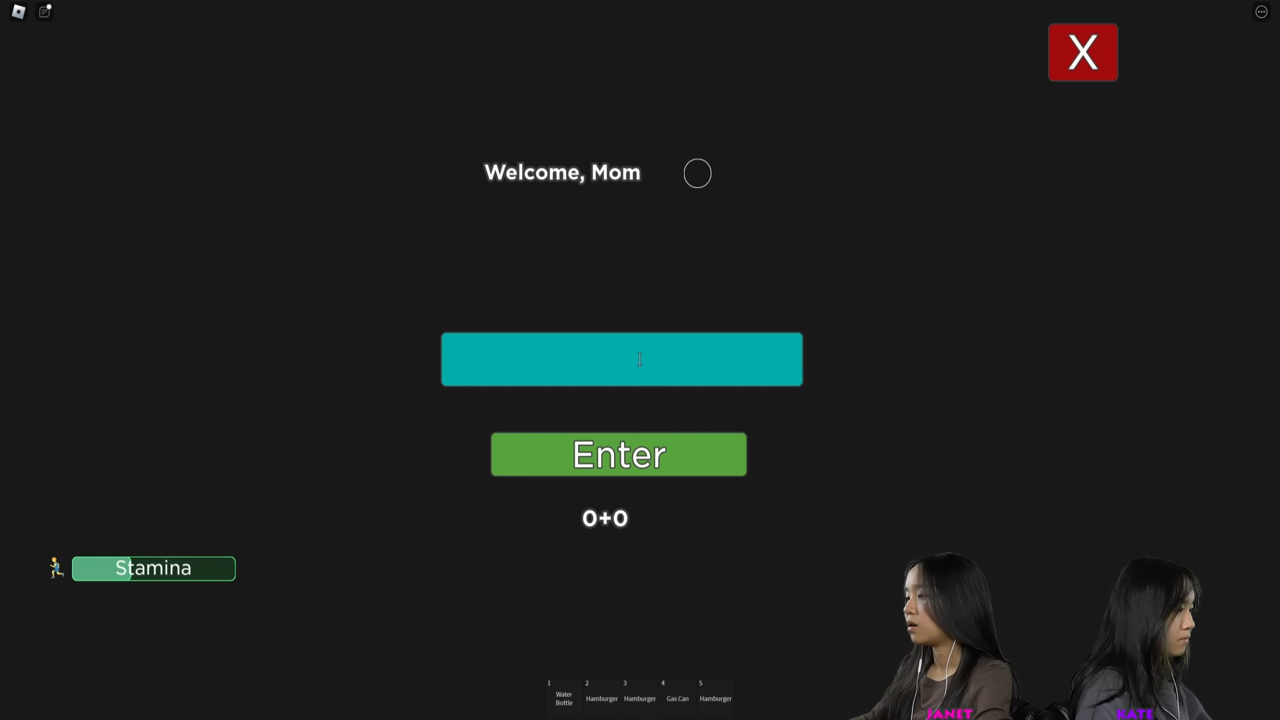 X
Welcome, Mom
Enter
0+0
Stamina
1 2 3 4 5
Water Bottle
Hamburger
Hamburger
Gas Can
Hamburger
JANET
KATE